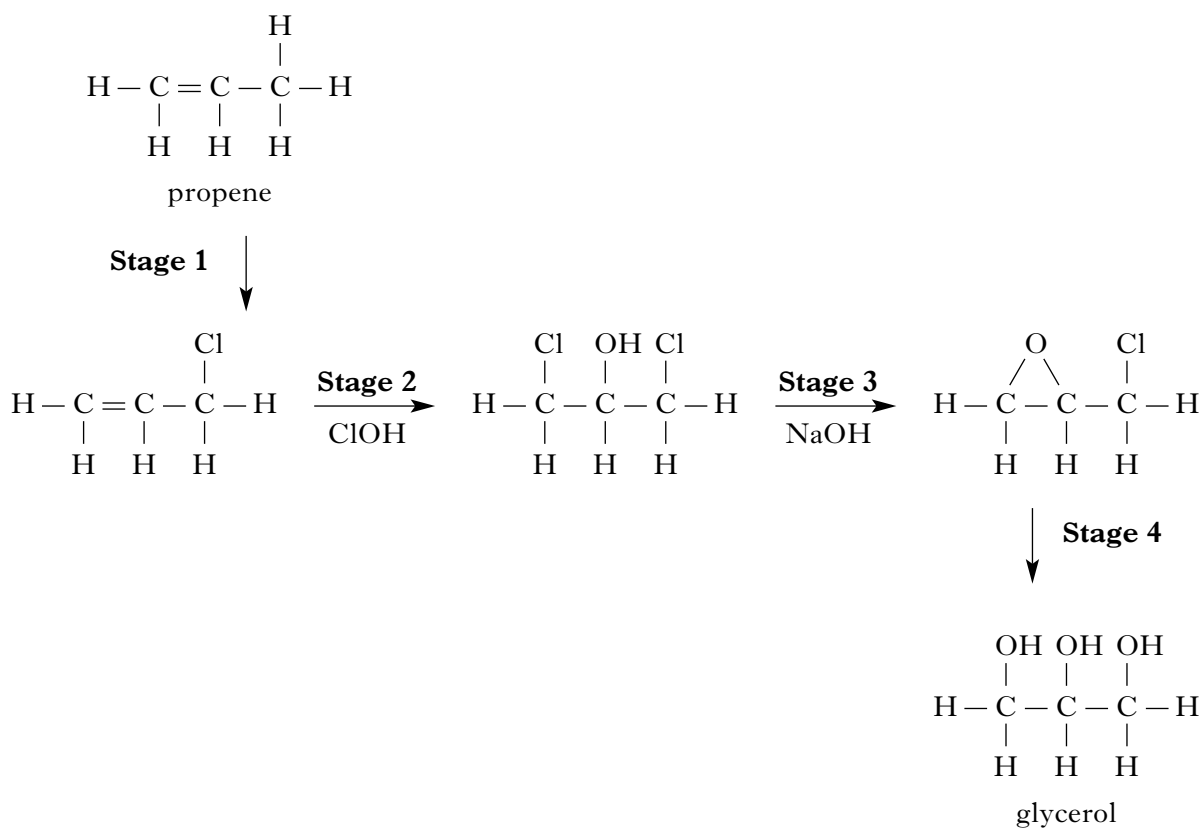 H
H – C = C – C – H
H H H
propene
Stage 1
Cl
H – C = C – C – H
H H H
Stage 2
ClOH
Cl OH Cl
H – C – C – C – H
H H H
Stage 3
NaOH
O Cl
H – C – C – C – H
H H H
Stage 4
OH OH OH
H – C – C – C – H
H H H
glycerol